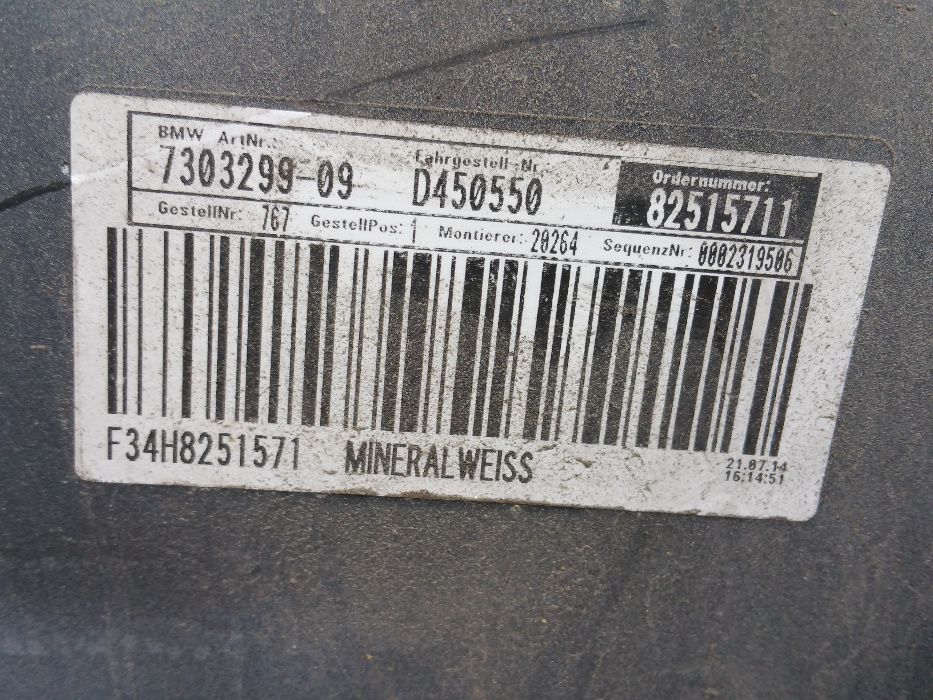 BMW ArtNr.: Fahrgestell-Nr.: Ordernummer:
7303299-09 D450550 82515711
GestellNr: 767 GestellPos: 1 Montierer: 20264 SequenzNr: 0002319506
F34H8251571 MINERALWEISS
21.07.14
16:14:51